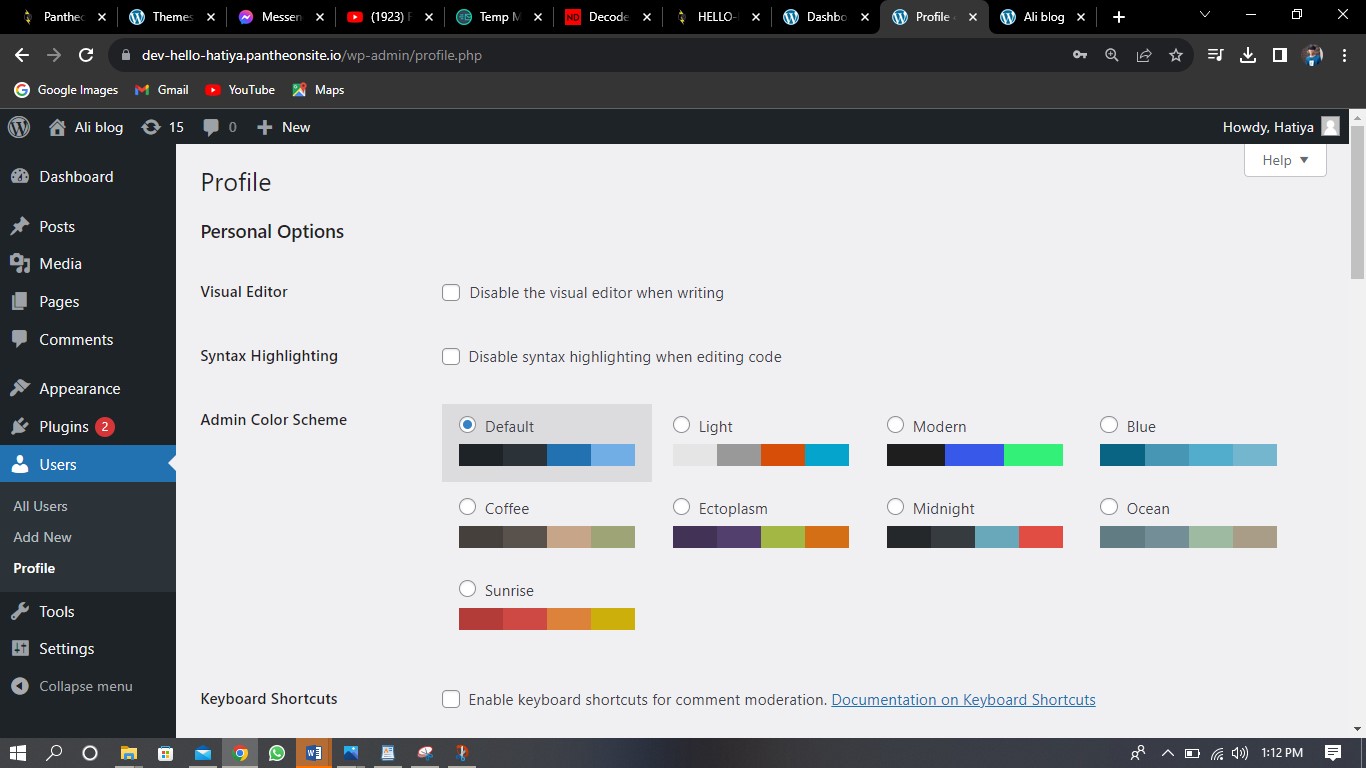 Panthec
Themes
Messen
(1923) F
Temp M
Decode
HELLO-
Dashbo
Profile
Ali blog
dev-hello-hatiya.pantheonsite.io/wp-admin/profile.php
Google Images
Gmail
YouTube
Maps
Ali blog
15
0
New
Howdy, Hatiya
Dashboard
Posts
Media
Pages
Comments
Appearance
Plugins 2
Users
All Users
Add New
Profile
Tools
Settings
Collapse menu
Help
Profile
Personal Options
Visual Editor
Disable the visual editor when writing
Syntax Highlighting
Disable syntax highlighting when editing code
Admin Color Scheme
Default
Light
Modern
Blue
Coffee
Ectoplasm
Midnight
Ocean
Sunrise
Keyboard Shortcuts
Enable keyboard shortcuts for comment moderation. Documentation on Keyboard Shortcuts
1:12 PM